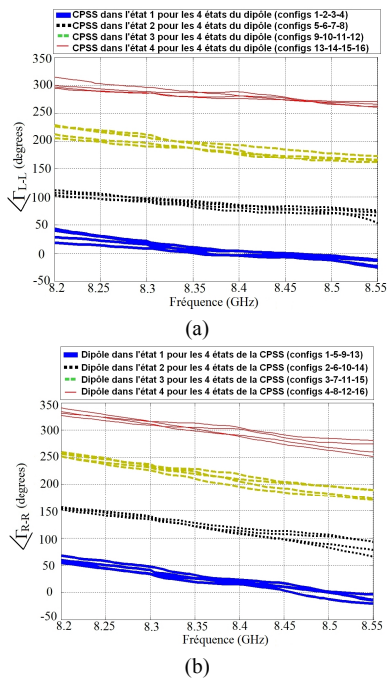 CPSS dans l'état 1 pour les 4 états du dipôle (configs 1-2-3-4)
CPSS dans l'état 2 pour les 4 états du dipôle (configs 5-6-7-8)
CPSS dans l'état 3 pour les 4 états du dipôle (configs 9-10-11-12)
CPSS dans l'état 4 pour les 4 états du dipôle (configs 13-14-15-16)
∠Γ L-L (degrees)
350
300
250
200
150
100
50
0
-50
8.2 8.25 8.3 8.35 8.4 8.45 8.5 8.55
Fréquence (GHz)
(a)
Dipôle dans l'état 1 pour les 4 états de la CPSS (configs 1-5-9-13)
Dipôle dans l'état 2 pour les 4 états de la CPSS (configs 2-6-10-14)
Dipôle dans l'état 3 pour les 4 états de la CPSS (configs 3-7-11-15)
Dipôle dans l'état 4 pour les 4 états de la CPSS (configs 4-8-12-16)
∠Γ R-R (degrees)
350
300
250
200
150
100
50
0
50
8.2 8.25 8.3 8.35 8.4 8.45 8.5 8.55
Fréquence (GHz)
(b)